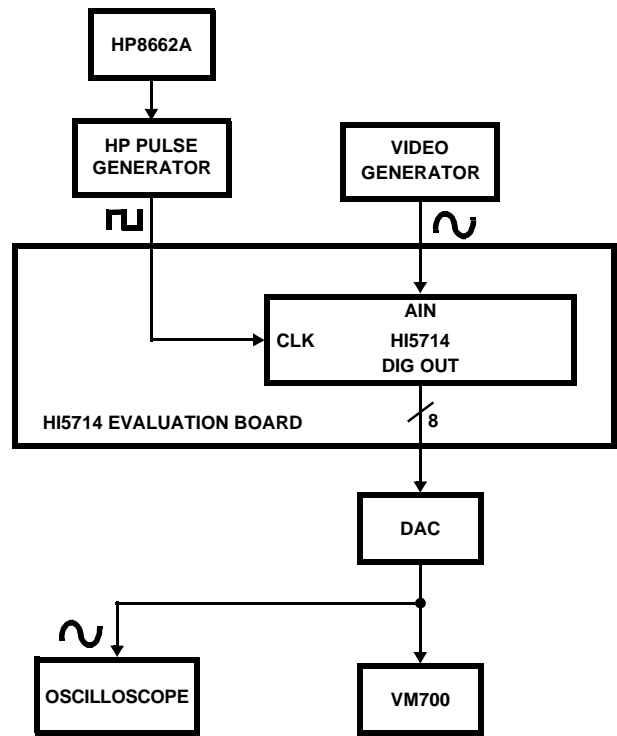 HP8662A
HP PULSE
GENERATOR
VIDEO
GENERATOR
AIN
CLK HI5714
DIG OUT
HI5714 EVALUATION BOARD
8
DAC
OSCILLOSCOPE
VM700